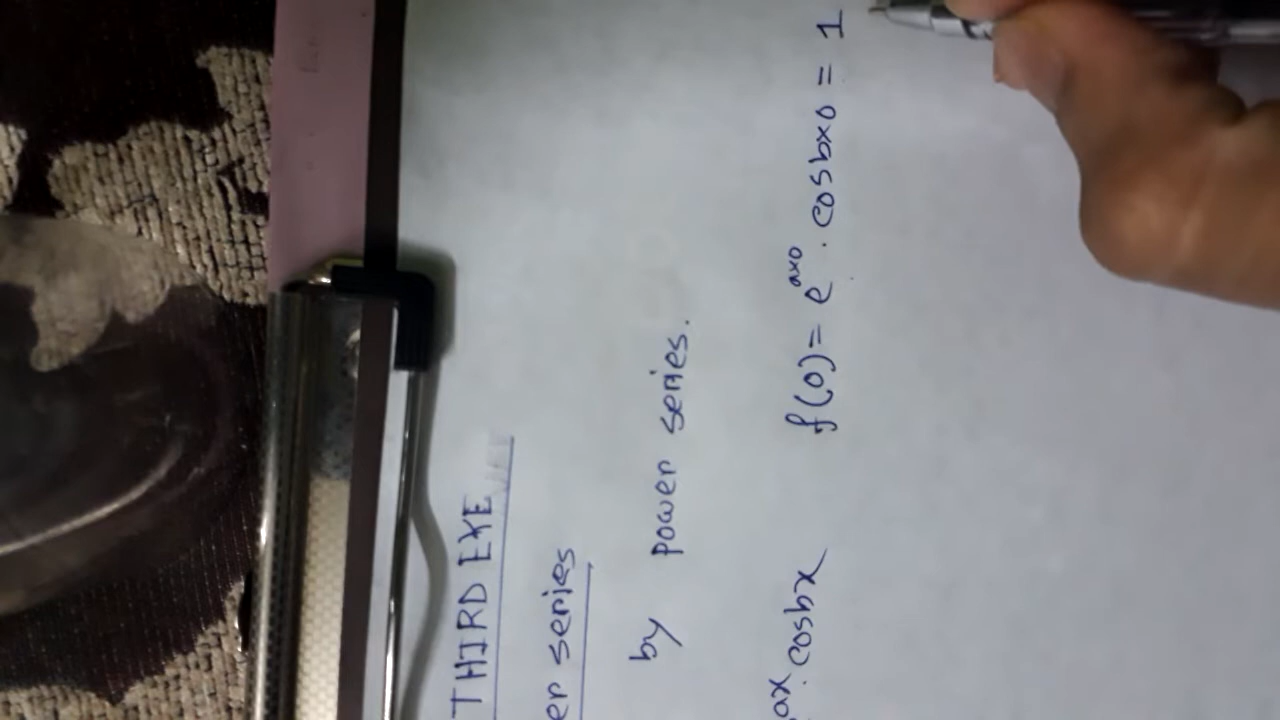 THIRD EYE
er series
by power series.
ax. cosbx f(0) = e^ax0 . cosbx0 = 1